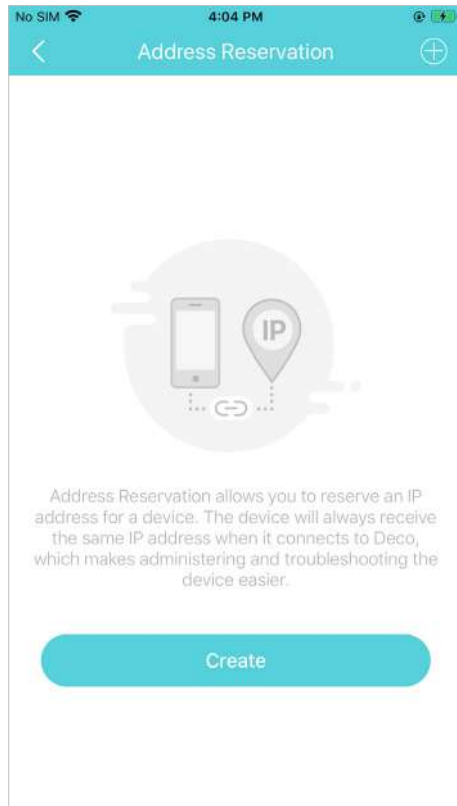 No SIM 4:04 PM
Address Reservation
IP
Address Reservation allows you to reserve an IP
address for a device. The device will always receive
the same IP address when it connects to Deco,
which makes administering and troubleshooting the
device easier.
Create